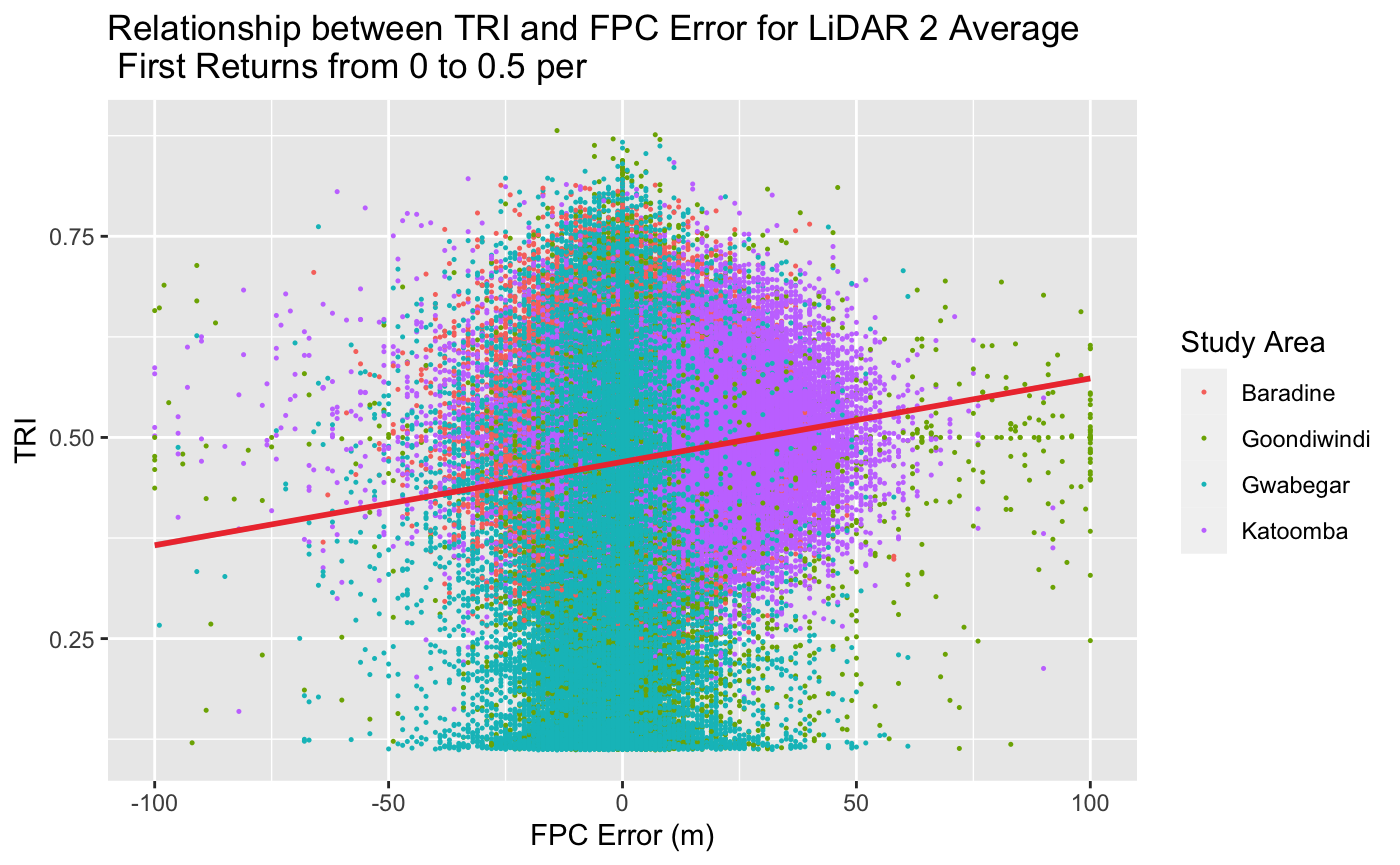 Relationship between TRI and FPC Error for LiDAR 2 Average
First Returns from 0 to 0.5 per
TRI
0.75
0.50
0.25
-100
-50
0
50
100
FPC Error (m)
Study Area
Baradine
Goondiwindi
Gwabegar
Katoomba